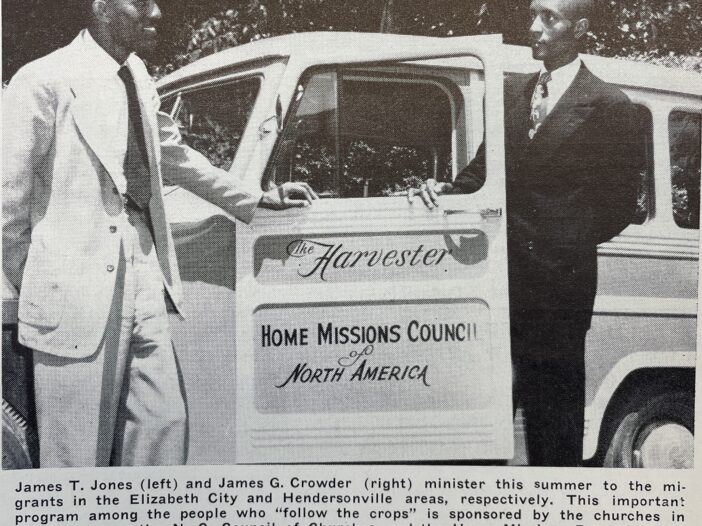 The Harvester
HOME MISSIONS COUNCIL
of
NORTH AMERICA
James T. Jones (left) and James G. Crowder (right) minister this summer to the mi-
grants in the Elizabeth City and Hendersonville areas, respectively. This important
program among the people who "follow the crops" is sponsored by the churches in